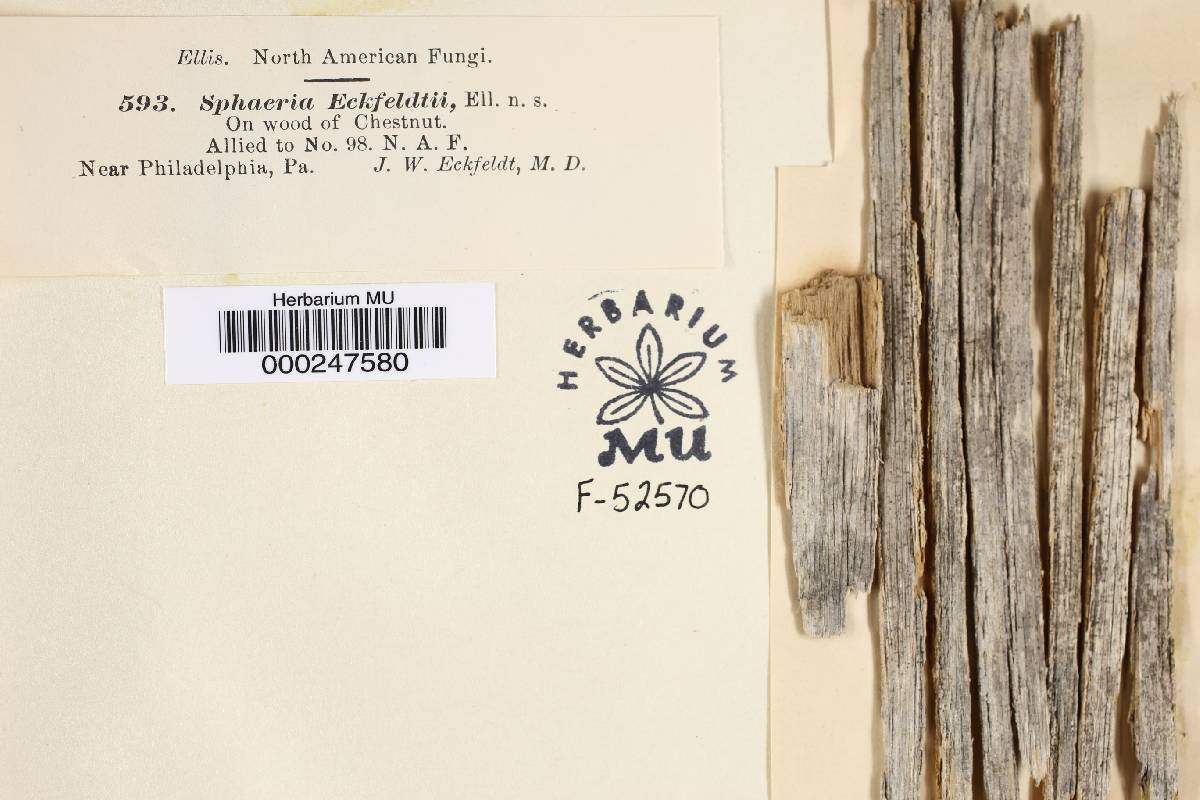 Ellis. North American Fungi.
593. Sphaeria Eckfeldtii, Ell. n. s.
On wood of Chestnut.
Allied to No. 98. N. A. F.
Near Philadelphia, Pa. J. W. Eckfeldt, M. D.
Herbarium MU
000247580
HERBARIUM
MU
F-52570